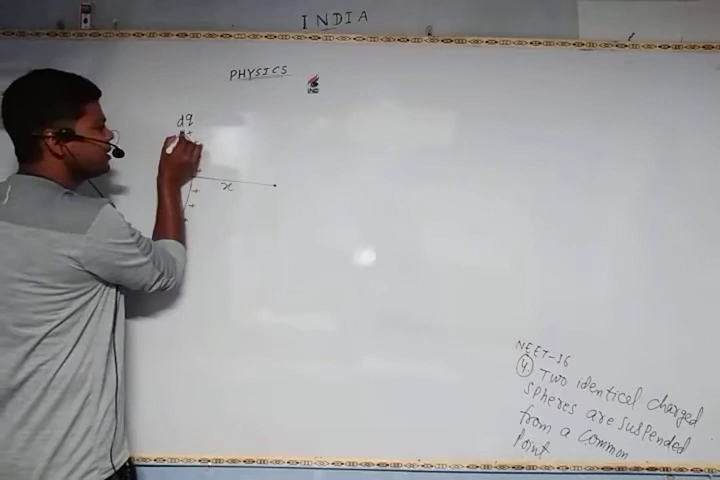 INDIA
PHYSICS
dq
x
NEET-16
④ Two identical charged
spheres are suspended
from a common
Point